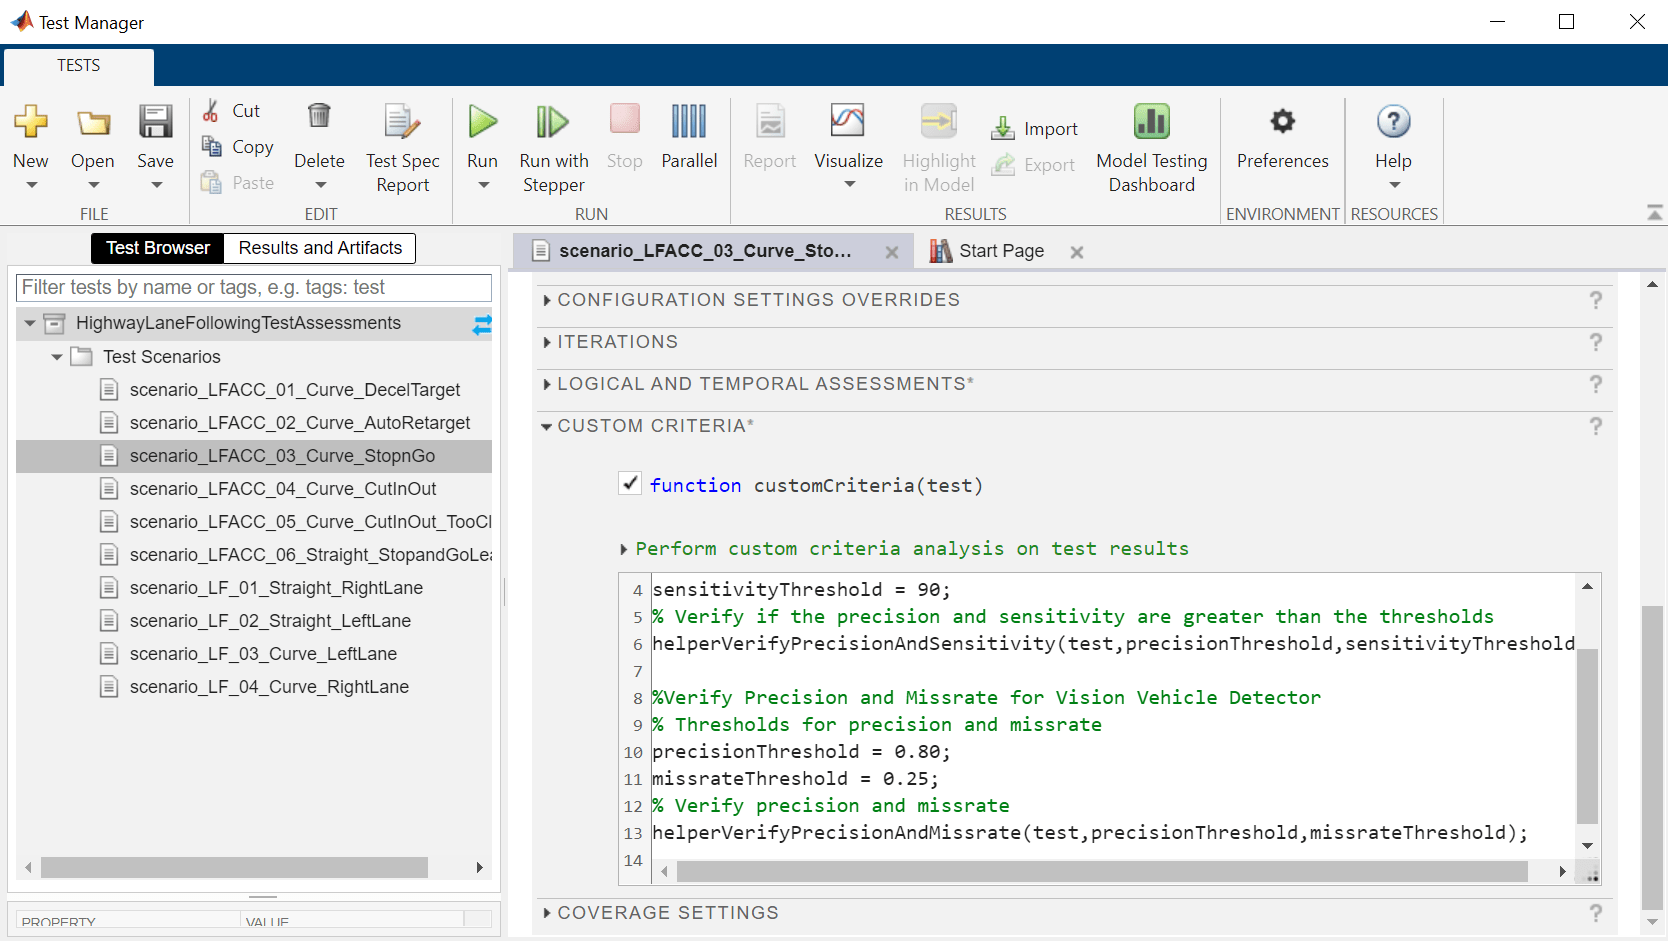 Test Manager
TESTS
New
Open
Save
Cut
Copy
Paste
Delete
Test Spec
Report
Run
Run with
Stepper
Stop
Parallel
Report
Visualize
Highlight
in Model
Import
Export
Model Testing
Dashboard
Preferences
Help
FILE
EDIT
RUN
RESULTS
ENVIRONMENT
RESOURCES
Test Browser
Results and Artifacts
Filter tests by name or tags, e.g. tags: test
HighwayLaneFollowingTestAssessments
Test Scenarios
scenario_LFACC_01_Curve_DecelTarget
scenario_LFACC_02_Curve_AutoRetarget
scenario_LFACC_03_Curve_StopnGo
scenario_LFACC_04_Curve_CutInOut
scenario_LFACC_05_Curve_CutInOut_TooCl
scenario_LFACC_06_Straight_StopandGoLea
scenario_LF_01_Straight_RightLane
scenario_LF_02_Straight_LeftLane
scenario_LF_03_Curve_LeftLane
scenario_LF_04_Curve_RightLane
PROPERTY
VALUE
scenario_LFACC_03_Curve_Sto...
Start Page
CONFIGURATION SETTINGS OVERRIDES ?
ITERATIONS ?
LOGICAL AND TEMPORAL ASSESSMENTS* ?
CUSTOM CRITERIA* ?
function customCriteria(test)
Perform custom criteria analysis on test results
4 sensitivityThreshold = 90;
5 % Verify if the precision and sensitivity are greater than the thresholds
6 helperVerifyPrecisionAndSensitivity(test,precisionThreshold,sensitivityThreshold
7
8 %Verify Precision and Missrate for Vision Vehicle Detector
9 % Thresholds for precision and missrate
10 precisionThreshold = 0.80;
11 missrateThreshold = 0.25;
12 % Verify precision and missrate
13 helperVerifyPrecisionAndMissrate(test,precisionThreshold,missrateThreshold);
14
COVERAGE SETTINGS ?